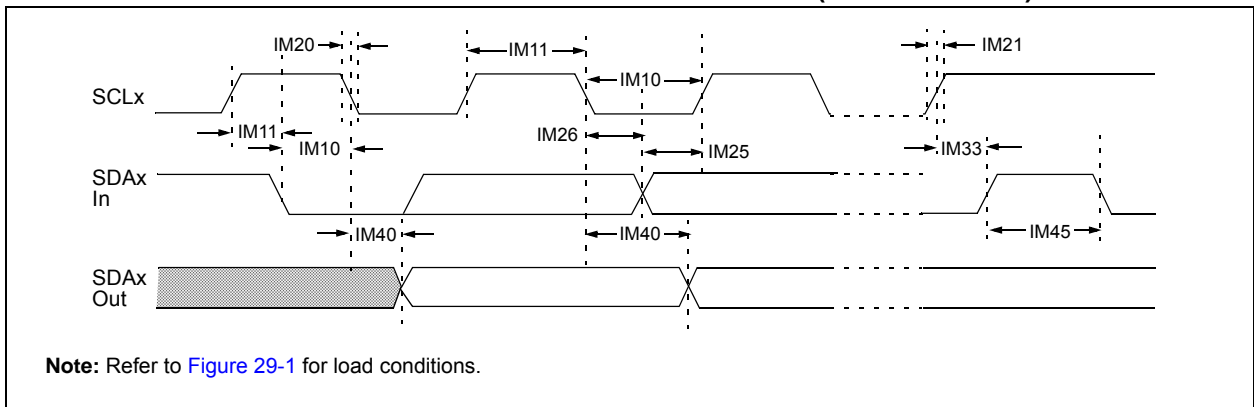 IM20
IM11
IM21
IM10
SCLx
IM11
IM26
IM10
IM25
IM33
SDAx
In
IM40
IM40
IM45
SDAx
Out
Note: Refer to Figure 29-1 for load conditions.